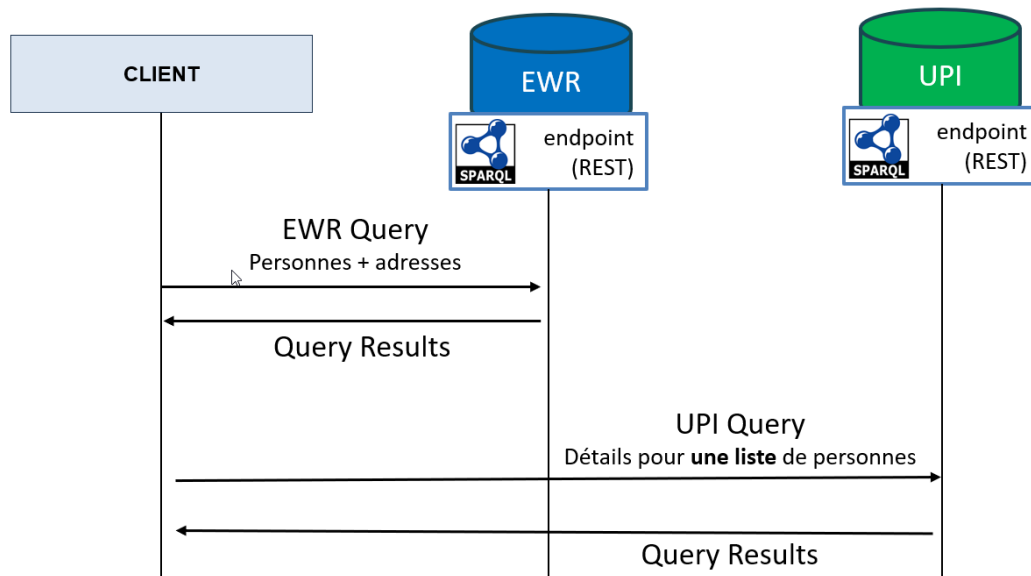 CLIENT
EWR
UPI
SPARQL
endpoint
(REST)
SPARQL
endpoint
(REST)
EWR Query
Personnes + adresses
Query Results
UPI Query
Détails pour une liste de personnes
Query Results